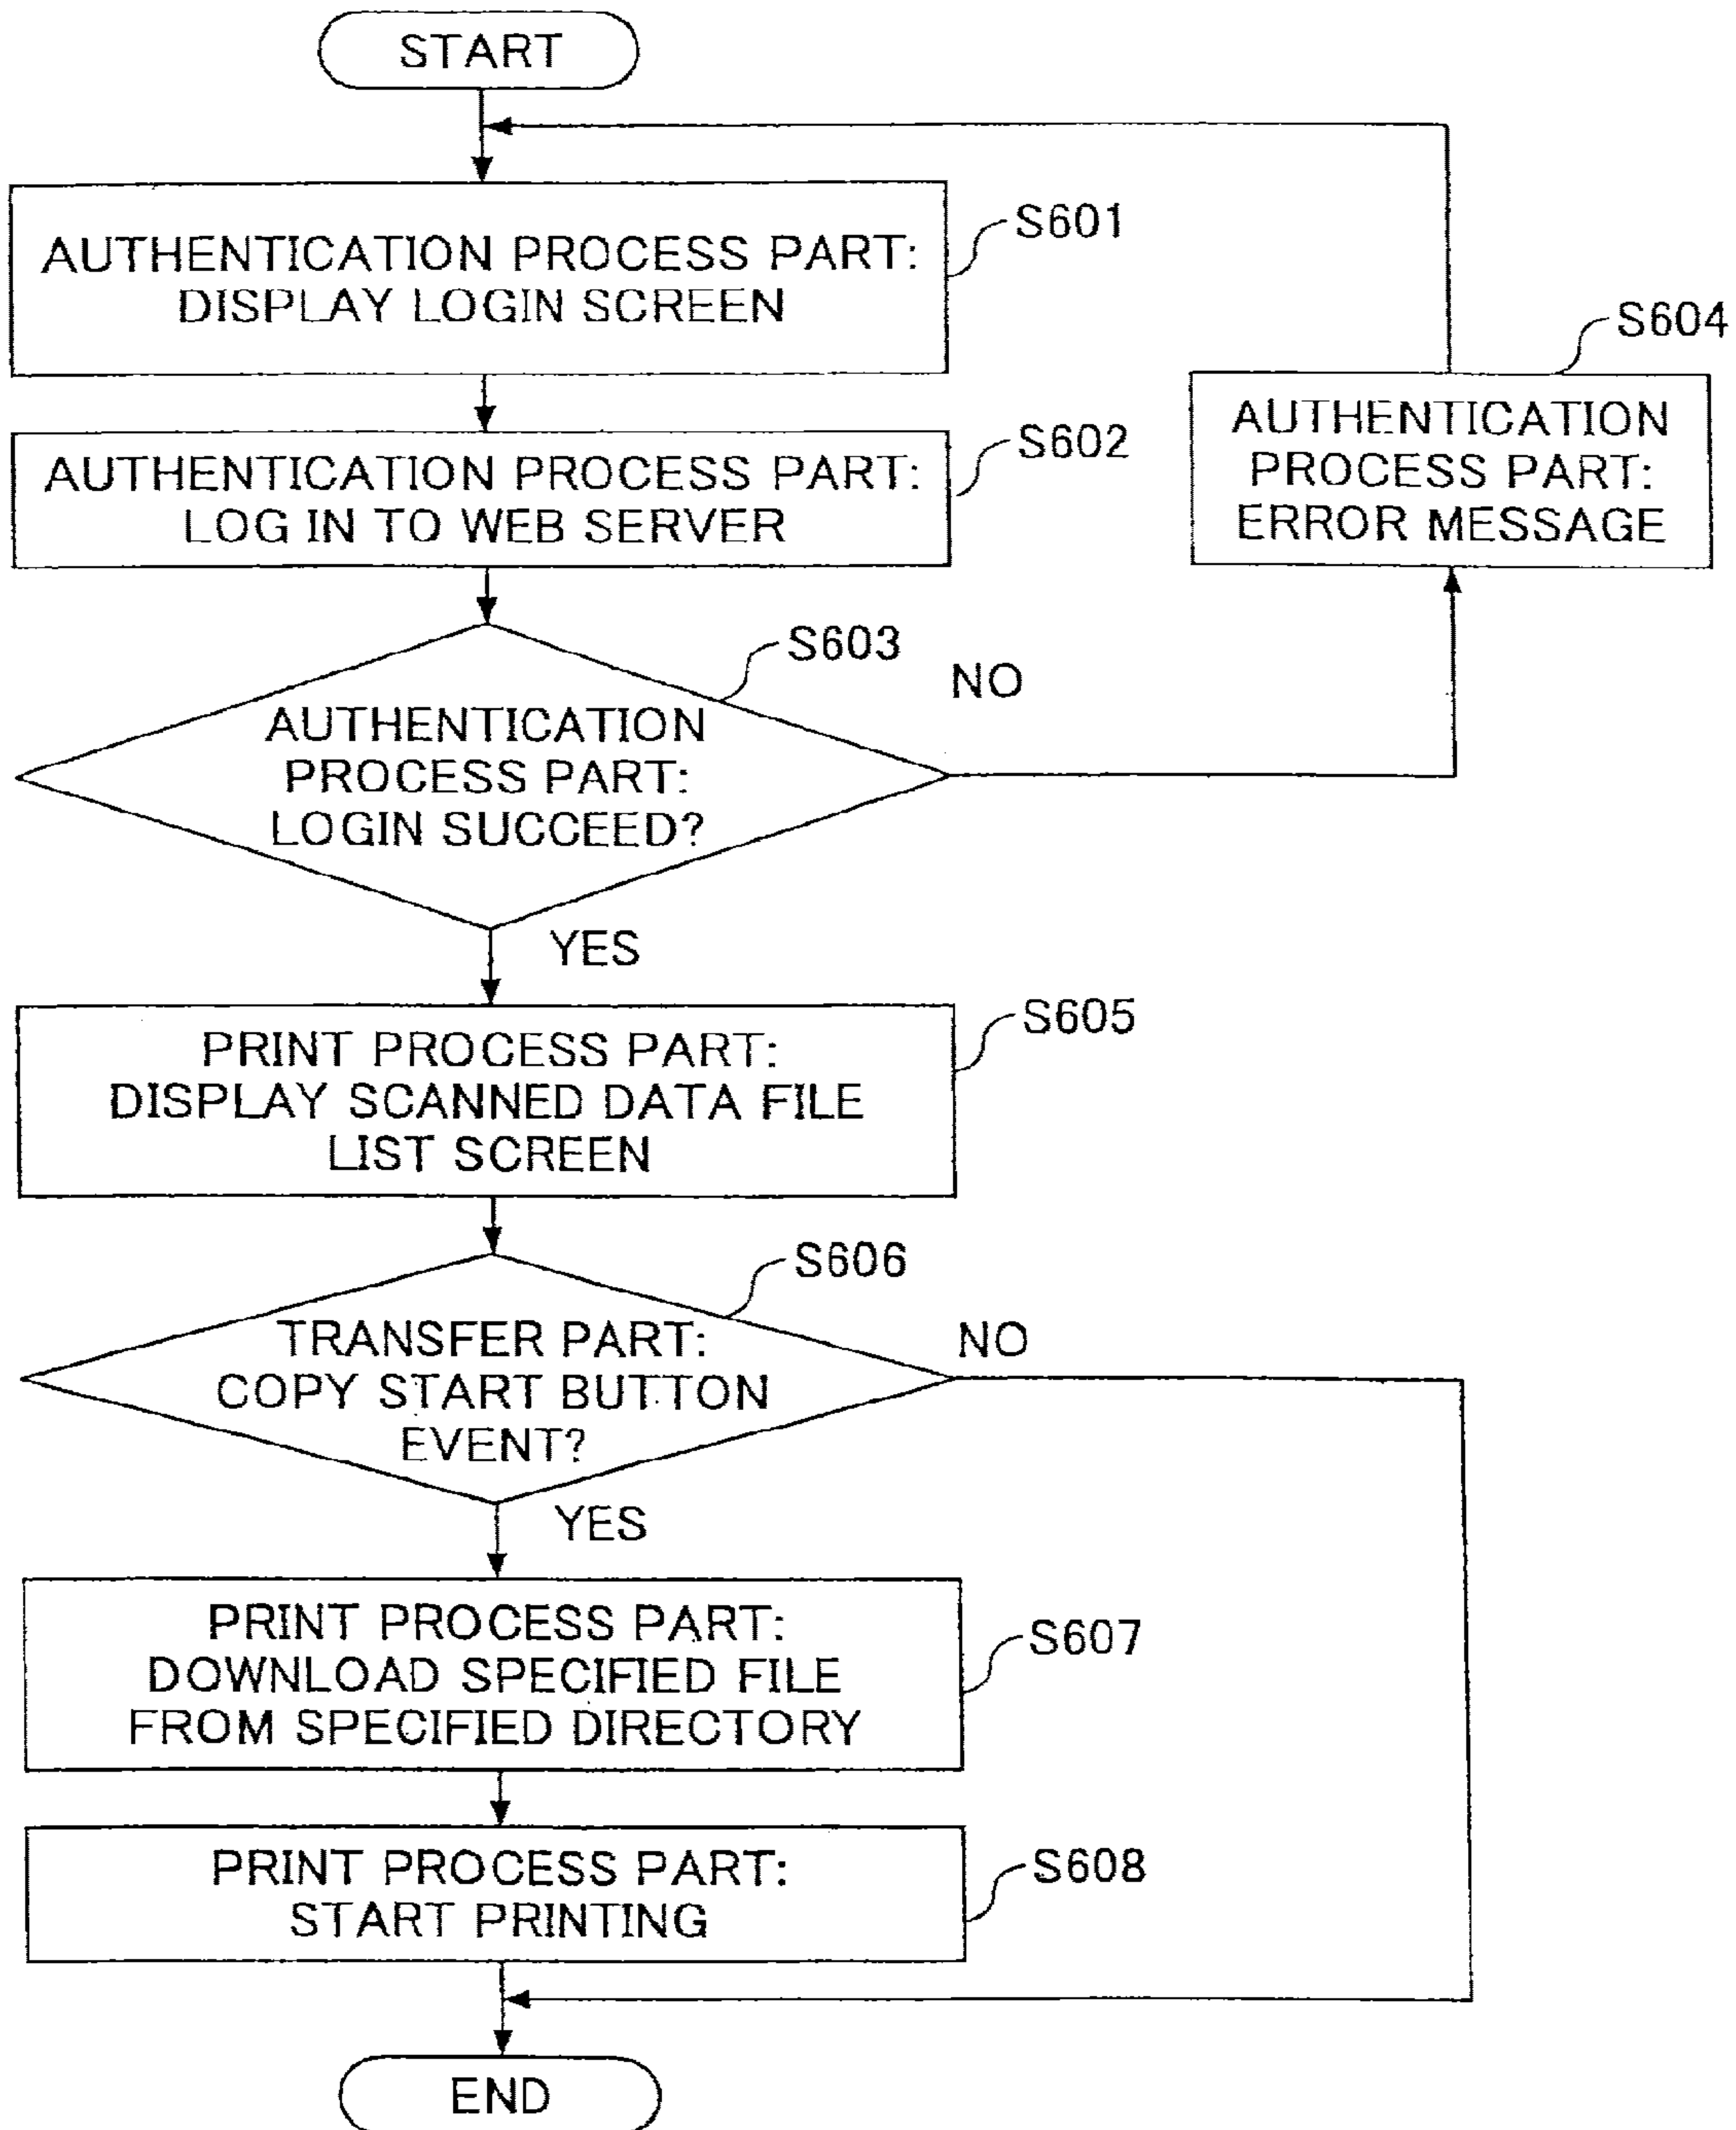 START
AUTHENTICATION PROCESS PART:
DISPLAY LOGIN SCREEN
S601
AUTHENTICATION PROCESS PART:
LOG IN TO WEB SERVER
S602
S604
AUTHENTICATION
PROCESS PART:
ERROR MESSAGE
S603
NO
AUTHENTICATION
PROCESS PART:
LOGIN SUCCEED?
YES
PRINT PROCESS PART:
DISPLAY SCANNED DATA FILE
LIST SCREEN
S605
S606
NO
TRANSFER PART:
COPY START BUTTON
EVENT?
YES
PRINT PROCESS PART:
DOWNLOAD SPECIFIED FILE
FROM SPECIFIED DIRECTORY
S607
PRINT PROCESS PART:
START PRINTING
S608
END